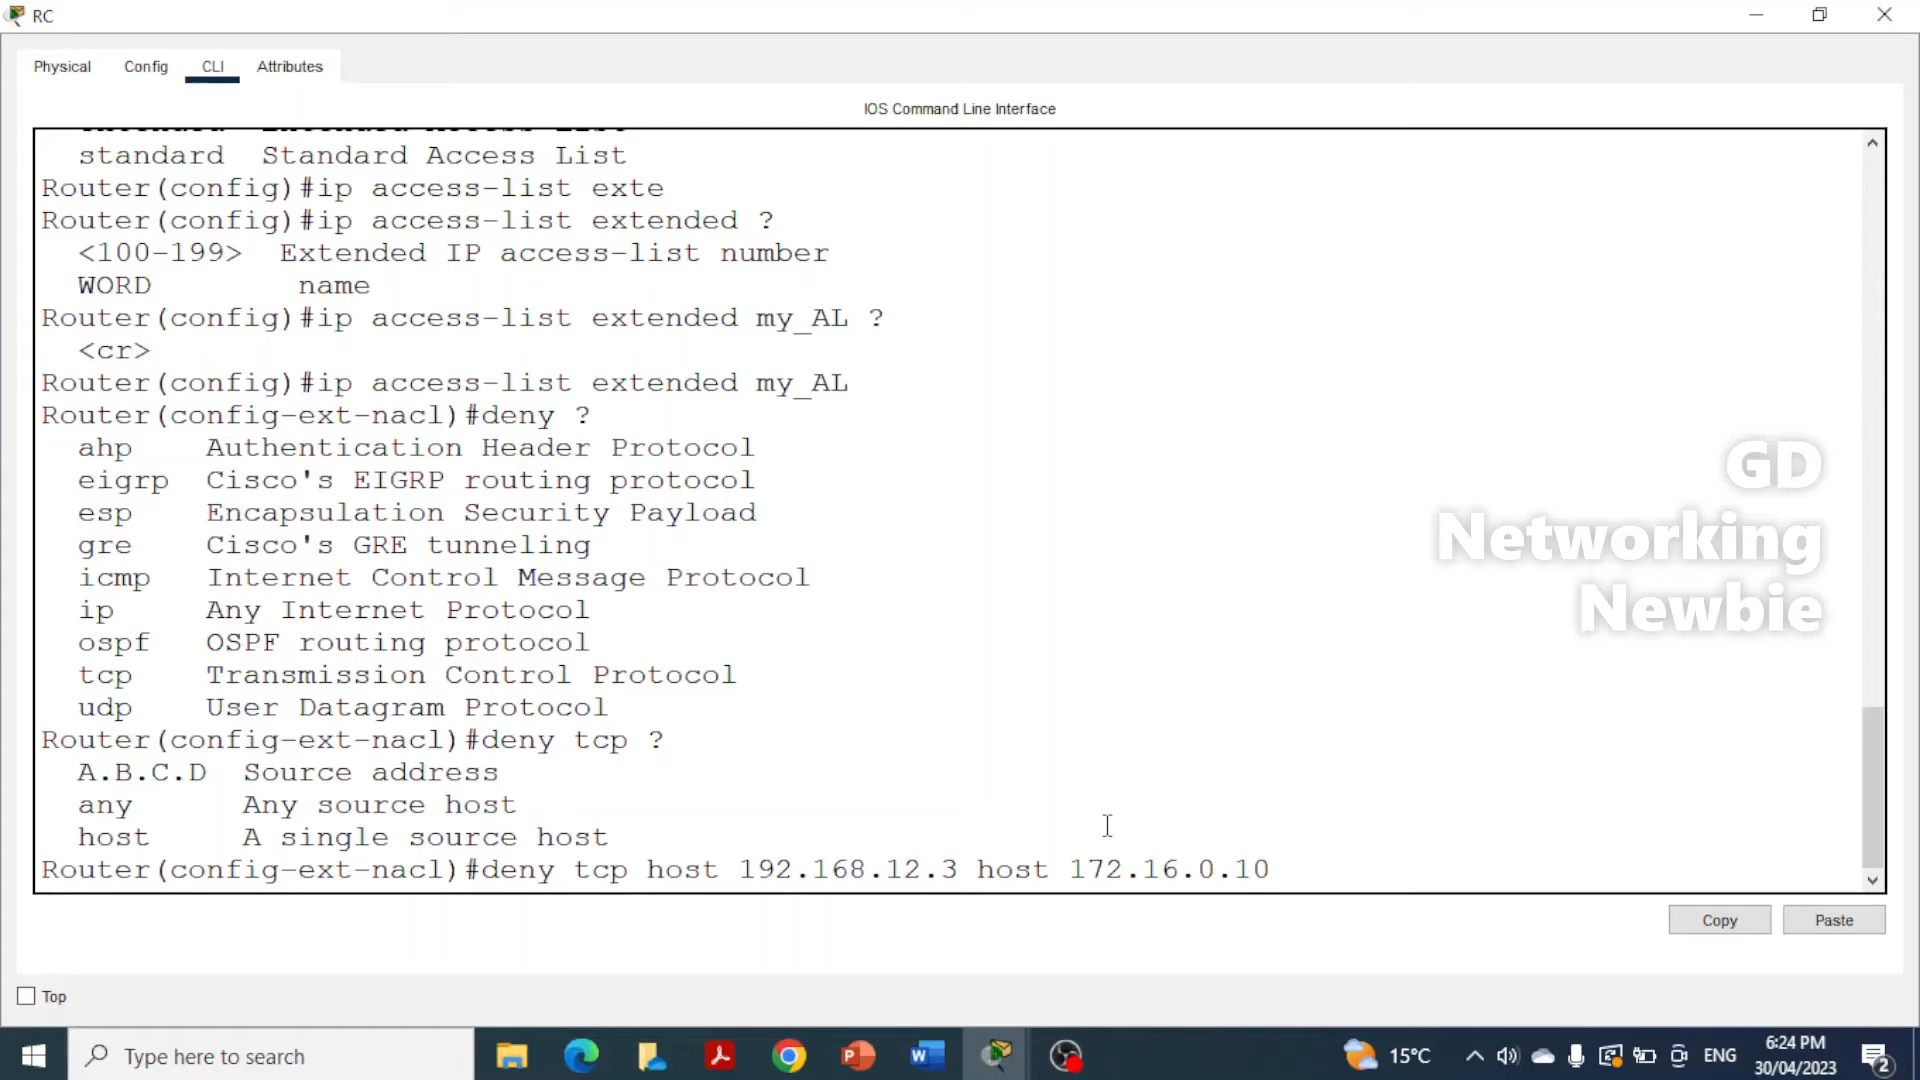 RC
Physical Config CLI Attributes
IOS Command Line Interface
extended Extended Access List
standard Standard Access List
Router(config)#ip access-list exte
Router(config)#ip access-list extended ?
<100-199> Extended IP access-list number
WORD name
Router(config)#ip access-list extended my_AL ?
<cr>
Router(config)#ip access-list extended my_AL
Router(config-ext-nacl)#deny ?
ahp Authentication Header Protocol
eigrp Cisco's EIGRP routing protocol
esp Encapsulation Security Payload
gre Cisco's GRE tunneling
icmp Internet Control Message Protocol
ip Any Internet Protocol
ospf OSPF routing protocol
tcp Transmission Control Protocol
udp User Datagram Protocol
Router(config-ext-nacl)#deny tcp ?
A.B.C.D Source address
any Any source host
host A single source host
Router(config-ext-nacl)#deny tcp host 192.168.12.3 host 172.16.0.10
GD
Networking
Newbie
Copy Paste
Top
Type here to search
15°C
ENG
6:24 PM
30/04/2023
2